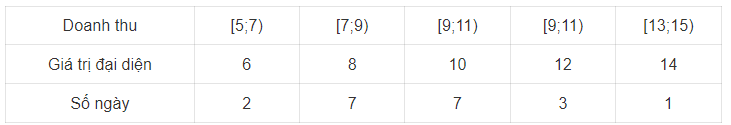 Doanh thu [5;7) [7;9) [9;11) [9;11) [13;15)
Giá trị đại diện 6 8 10 12 14
Số ngày 2 7 7 3 1